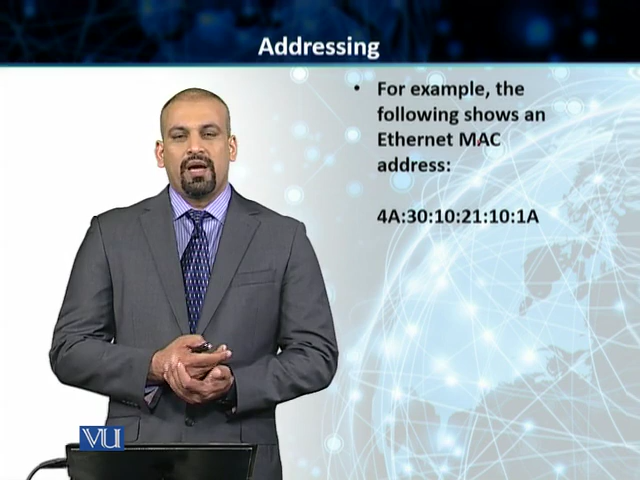 Addressing
• For example, the
following shows an
Ethernet MAC
address:
4A:30:10:21:10:1A
VU